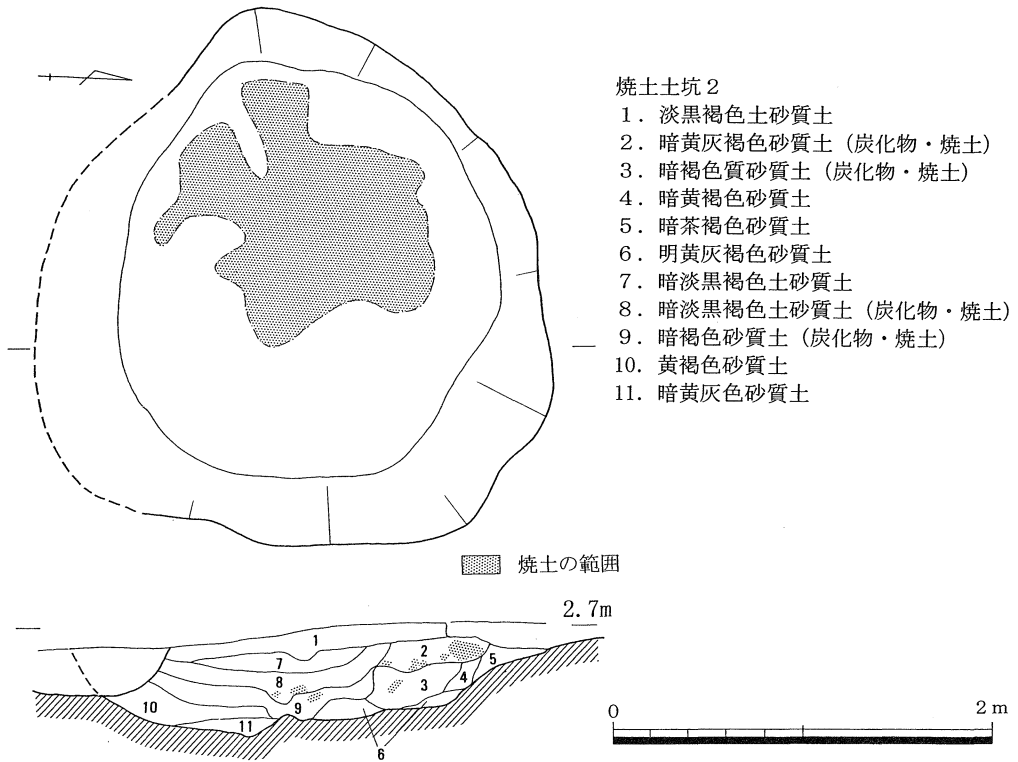 焼土土坑２
１．淡黒褐色土砂質土
２．暗黄灰褐色砂質土（炭化物・焼土）
３．暗褐色質砂質土（炭化物・焼土）
４．暗黄褐色砂質土
５．暗茶褐色砂質土
６．明黄灰褐色砂質土
７．暗淡黒褐色土砂質土
８．暗淡黒褐色土砂質土（炭化物・焼土）
９．暗褐色砂質土（炭化物・焼土）
10．黄褐色砂質土
11．暗黄灰色砂質土
焼土の範囲
2.7m
1
2
7
5
8
4
3
10
9
11
6
0
2m